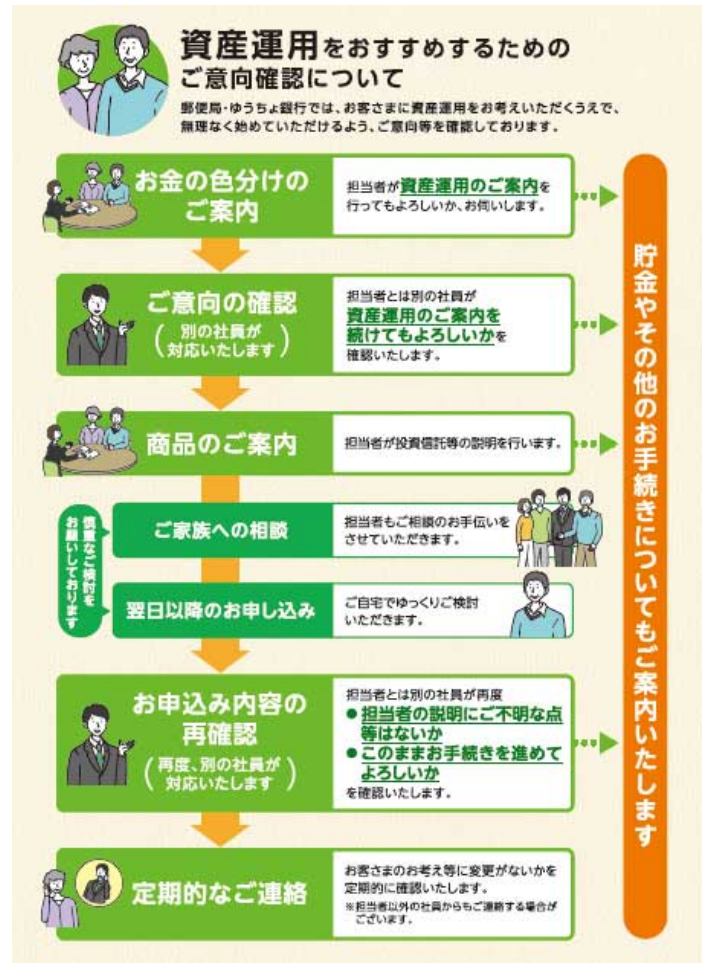 資産運用をおすすめするための
ご意向確認について
郵便局・ゆうちょ銀行では、お客さまに資産運用をお考えいただくうえで、
無理なく始めていただけるよう、ご意向等を確認しております。
お金の色分けの
ご案内
担当者が資産運用のご案内を
行ってもよろしいか、お伺いします。
ご意向の確認
(別の社員が
対応いたします)
担当者とは別の社員が
資産運用のご案内を
続けてもよろしいかを
確認いたします。
商品のご案内
担当者が投資信託等の説明を行います。
慎重なご検討を
お願いしております
ご家族への相談
担当者もご相談のお手伝いを
させていただきます。
翌日以降のお申し込み
ご自宅でゆっくりご検討
いただきます。
お申込み内容の
再確認
(再度、別の社員が
対応いたします)
担当者とは別の社員が再度
●担当者の説明にご不明な点
等はないか
●このままお手続きを進めて
よろしいか
を確認いたします。
定期的なご連絡
お客さまのお考え等に変更がないかを
定期的に確認いたします。
※担当者以外の社員からもご連絡する場合が
ございます。
貯金やその他のお手続きについてもご案内いたします